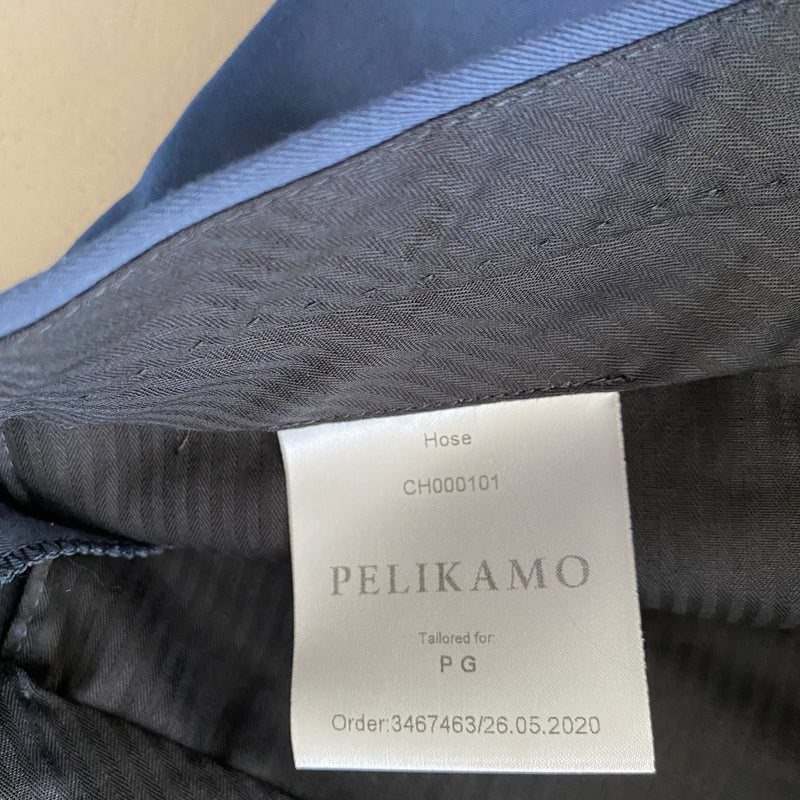 Hose
CH000101
PELIKAMO
Tailored for:
P G
Order:3467463/26.05.2020